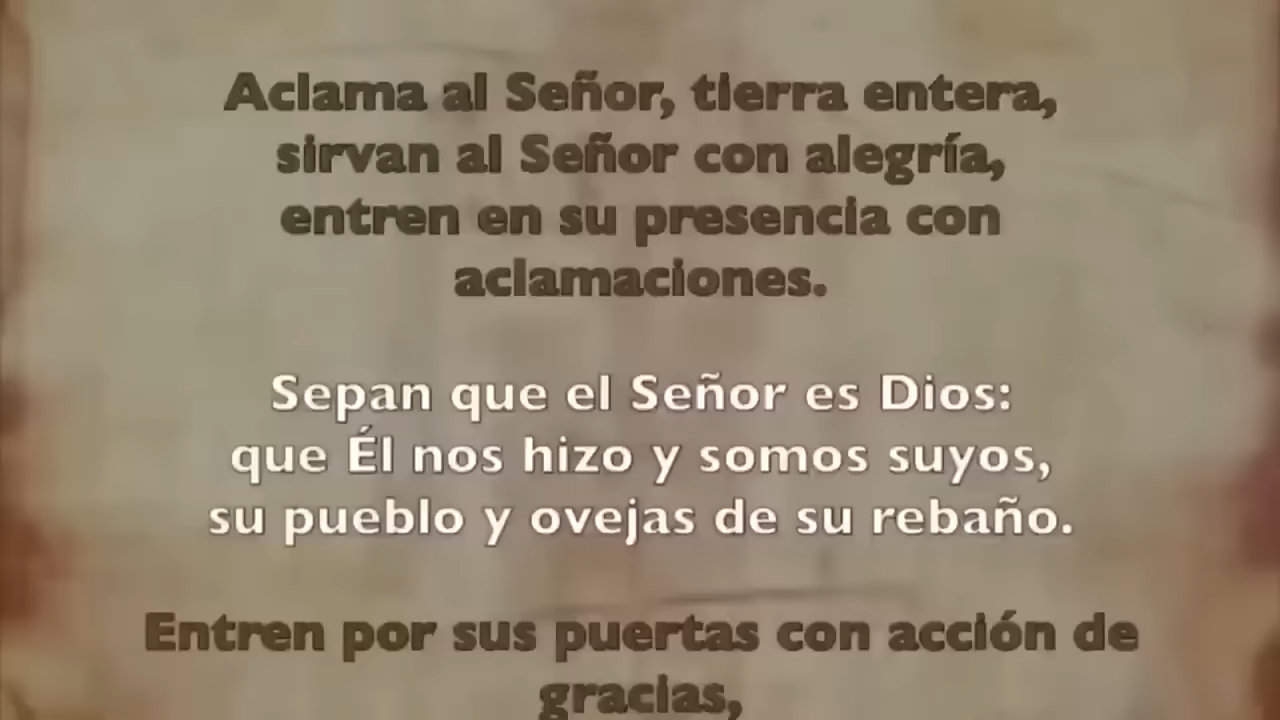 Aclama al Señor, tierra entera,
sirvan al Señor con alegría,
entren en su presencia con
aclamaciones.
Sepan que el Señor es Dios:
que Él nos hizo y somos suyos,
su pueblo y ovejas de su rebaño.
Entren por sus puertas con acción de
gracias,